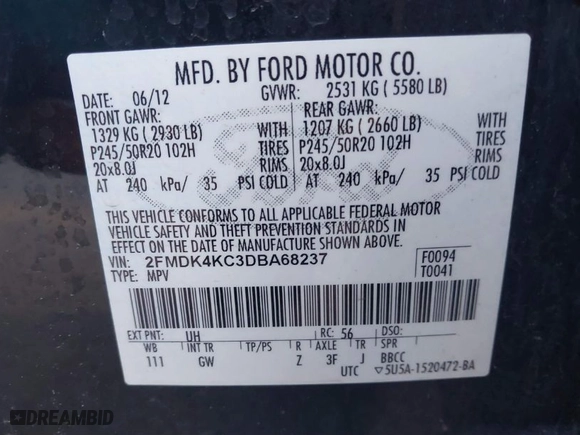 MFD. BY FORD MOTOR CO.
DATE: 06/12 GVWR: 2531 KG ( 5580 LB)
FRONT GAWR: REAR GAWR:
1329 KG ( 2930 LB) WITH 1207 KG ( 2660 LB) WITH
P245/50R20 102H TIRES P245/50R20 102H TIRES
20x8.0J RIMS 20x8.0J RIMS
AT 240 kPa/ 35 PSI COLD AT 240 kPa/ 35 PSI COLD
THIS VEHICLE CONFORMS TO ALL APPLICABLE FEDERAL MOTOR
VEHICLE SAFETY AND THEFT PREVENTION STANDARDS IN
EFFECT ON THE DATE OF MANUFACTURE SHOWN ABOVE.
VIN: 2FMDK4KC3DBA68237 F0094
TYPE: MPV T0041
EXT PNT: UH RC: 56 DSO:
WB INT TR TP/PS R AXLE TR SPR
111 GW Z 3F J BBCC
UTC ▽5U5A-1520472-BA
Ford
DREAMBID